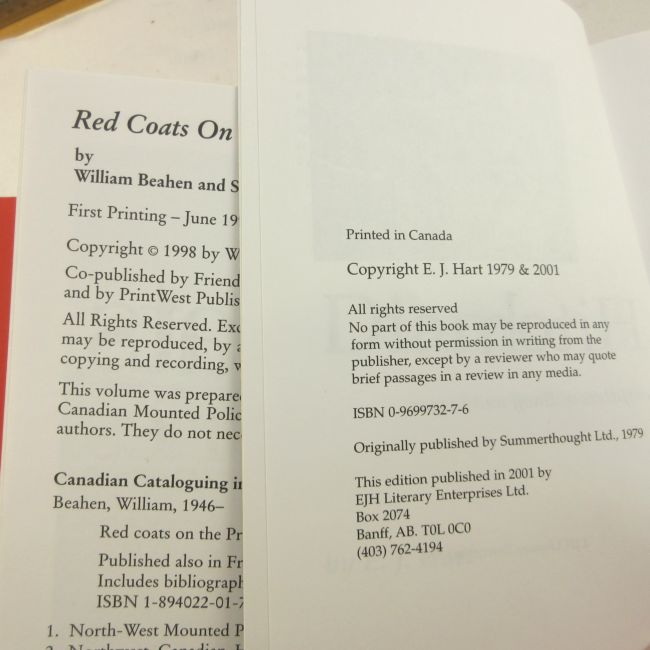 Red Coats On
by
William Beahen and S
First Printing – June 19
Copyright © 1998 by W
Co-published by Friend
and by PrintWest Publis
All Rights Reserved. Exc
may be reproduced, by a
copying and recording, w
This volume was prepare
Canadian Mounted Polic
authors. They do not nec
Canadian Cataloguing in
Beahen, William, 1946–
Red coats on the Pr
Published also in Fr
Includes bibliograph
ISBN 1-894022-01-7
1. North-West Mounted P
Printed in Canada
Copyright E. J. Hart 1979 & 2001
All rights reserved
No part of this book may be reproduced in any
form without permission in writing from the
publisher, except by a reviewer who may quote
brief passages in a review in any media.
ISBN 0-9699732-7-6
Originally published by Summerthought Ltd., 1979
This edition published in 2001 by
EJH Literary Enterprises Ltd.
Box 2074
Banff, AB. T0L 0C0
(403) 762-4194